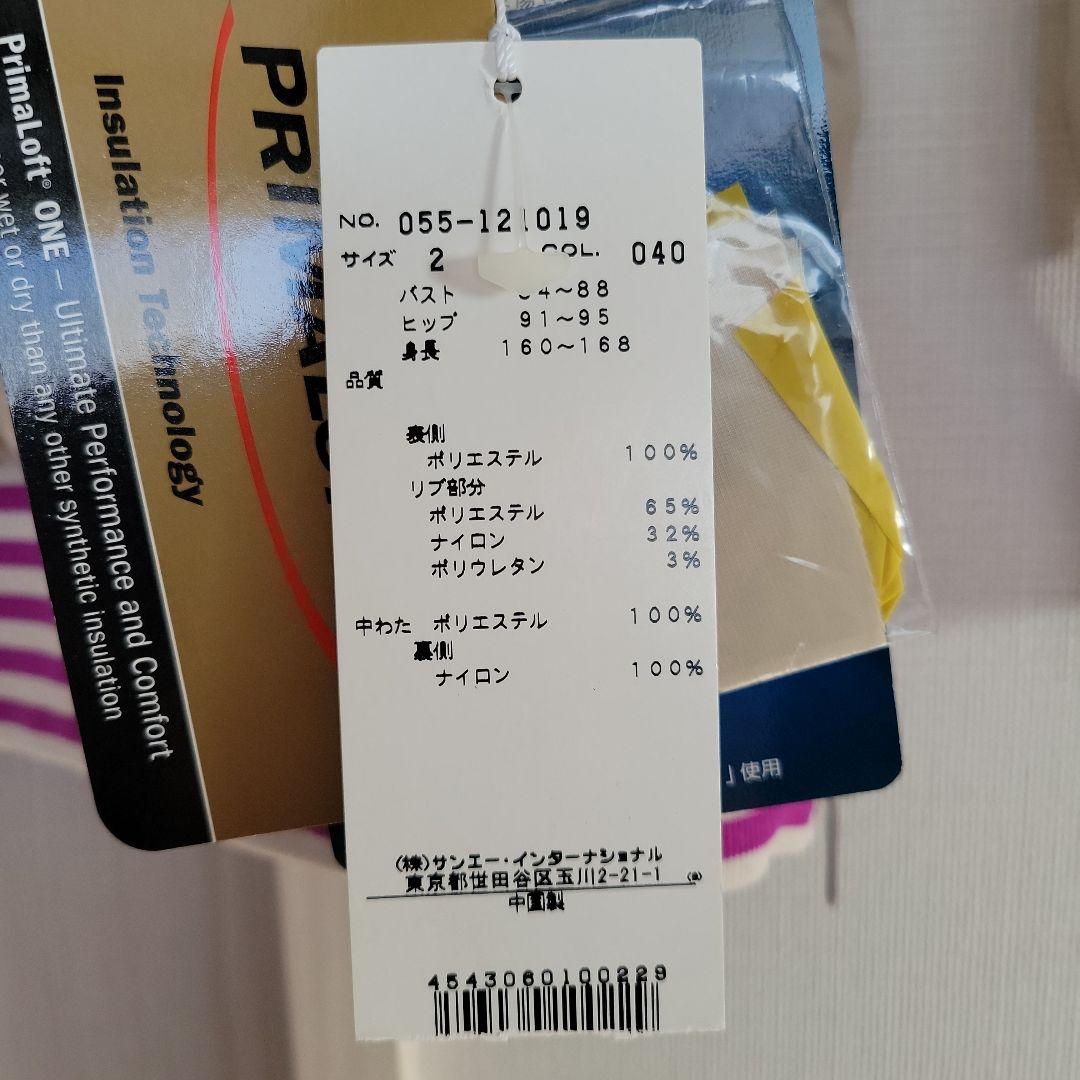 PrimaLoft® ONE – Ultimate Performance and Comfort
wet or dry than any other synthetic insulation
Insulation Technology
NO. 055-121019
サイズ 2 COL. 040
バスト 84~88
ヒップ 91~95
身長 160~168
品質
表側
ポリエステル 100%
リブ部分
ポリエステル 65%
ナイロン 32%
ポリウレタン 3%
中わた ポリエステル 100%
裏側
ナイロン 100%
」使用
(株)サンエー・インターナショナル
東京都世田谷区玉川2-21-1
中国製
4543060100229